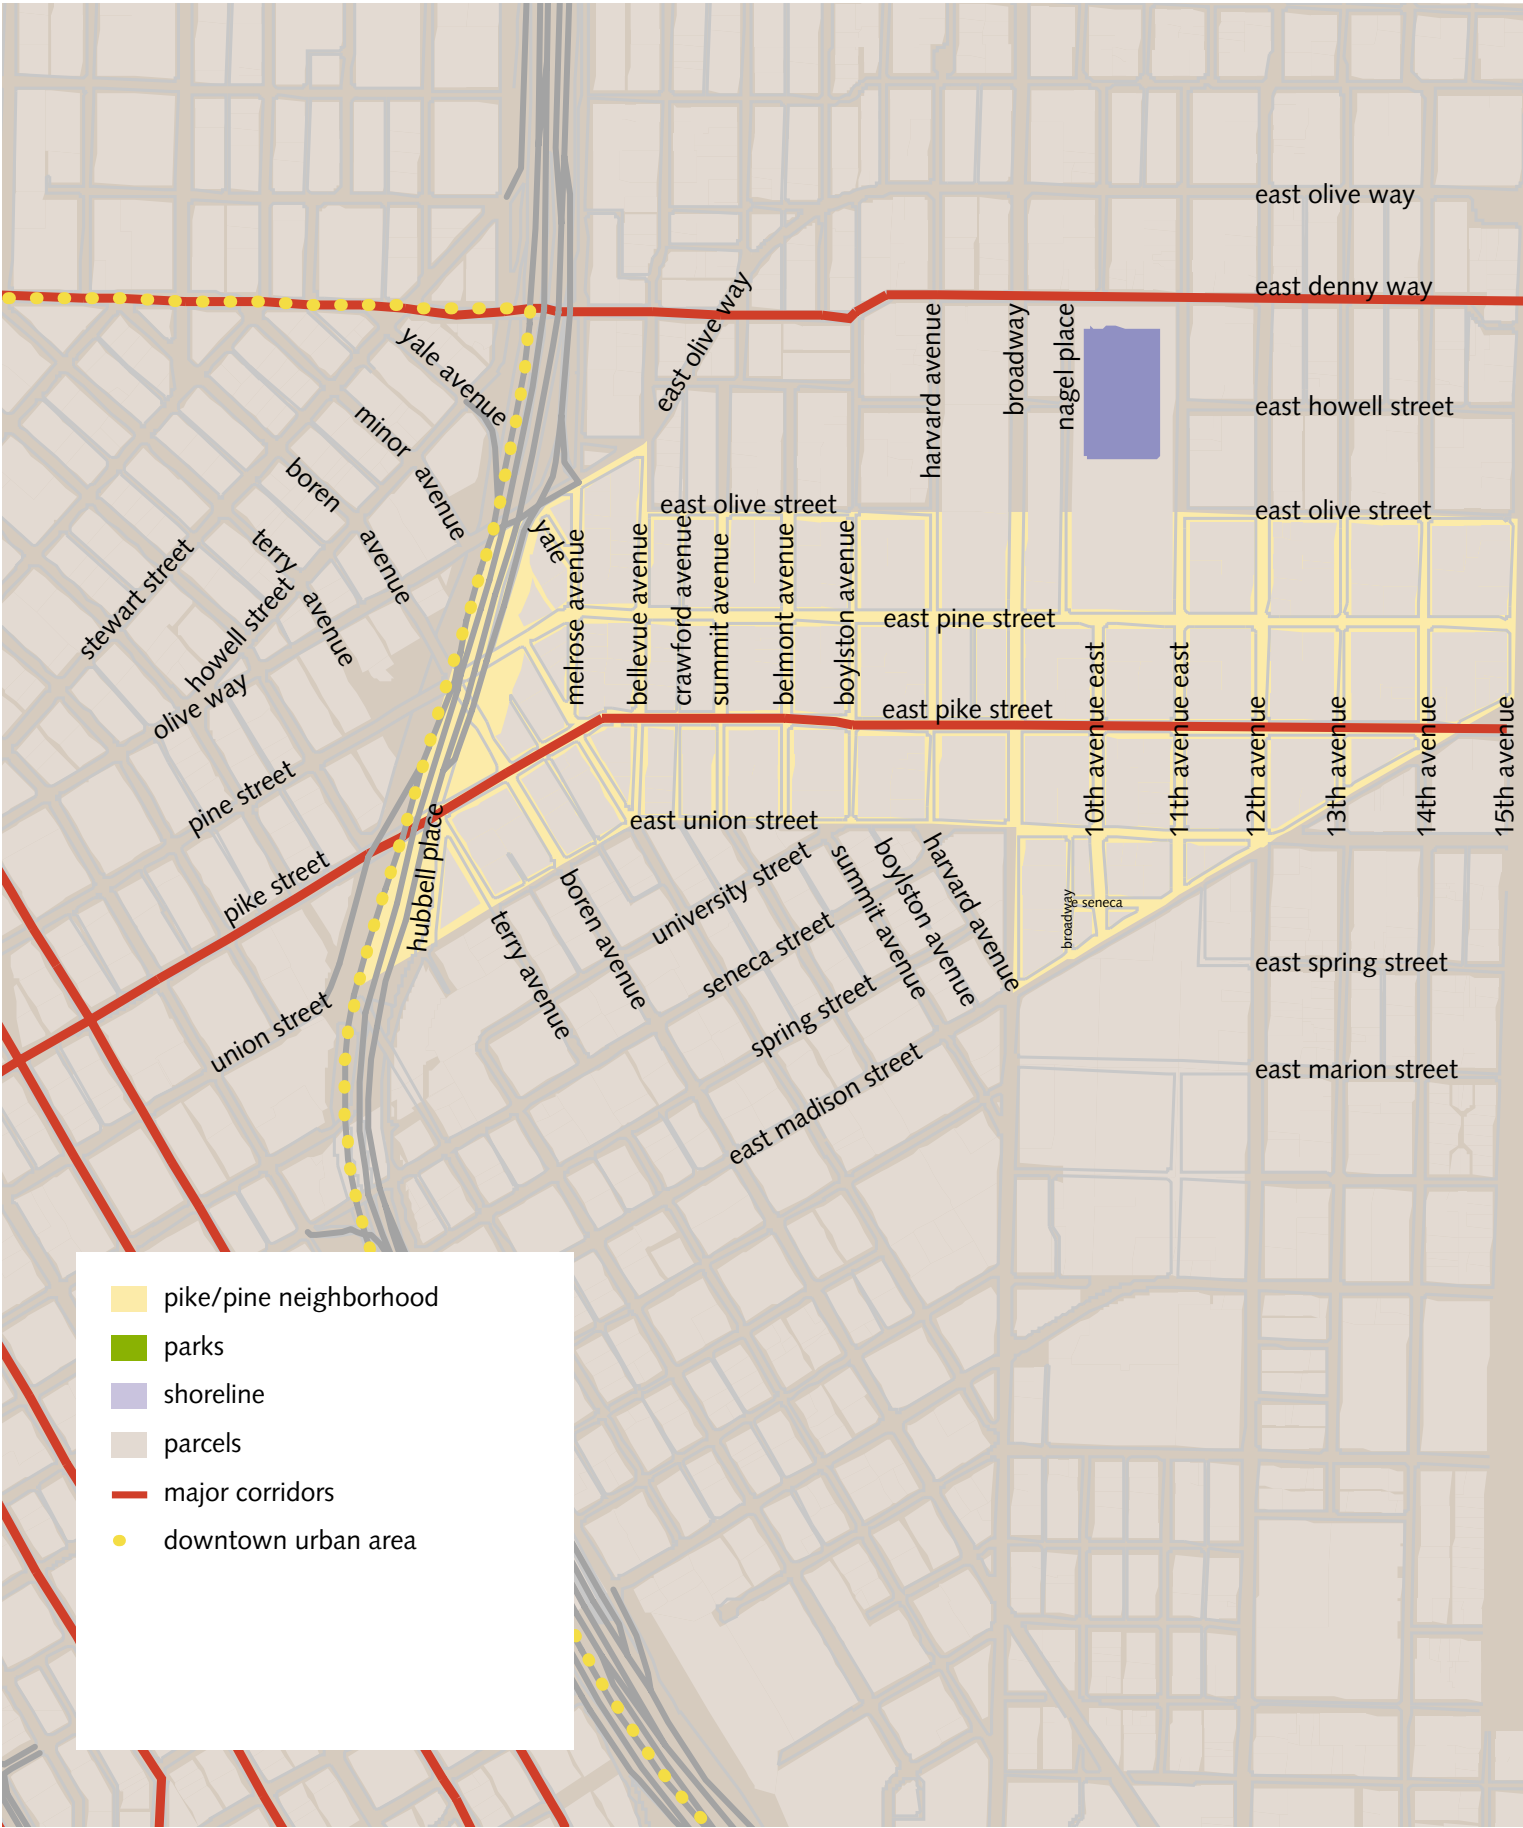 east olive way
east denny way
east olive way
harvard avenue
broadway
nagel place
yale avenue
minor
avenue
east howell street
boren
avenue
east olive street
east olive street
terry
avenue
stewart street
howell street
olive way
yale
melrose avenue
bellevue avenue
crawford avenue
summit avenue
belmont avenue
boylston avenue
east pine street
10th avenue east
11th avenue east
12th avenue
13th avenue
14th avenue
15th avenue
east pike street
pine street
pike street
hubbell place
east union street
union street
terry avenue
boren avenue
university street
seneca street
spring street
east madison street
summit avenue
boylston avenue
harvard avenue
broadway
e seneca
east spring street
east marion street
pike/pine neighborhood
parks
shoreline
parcels
major corridors
downtown urban area